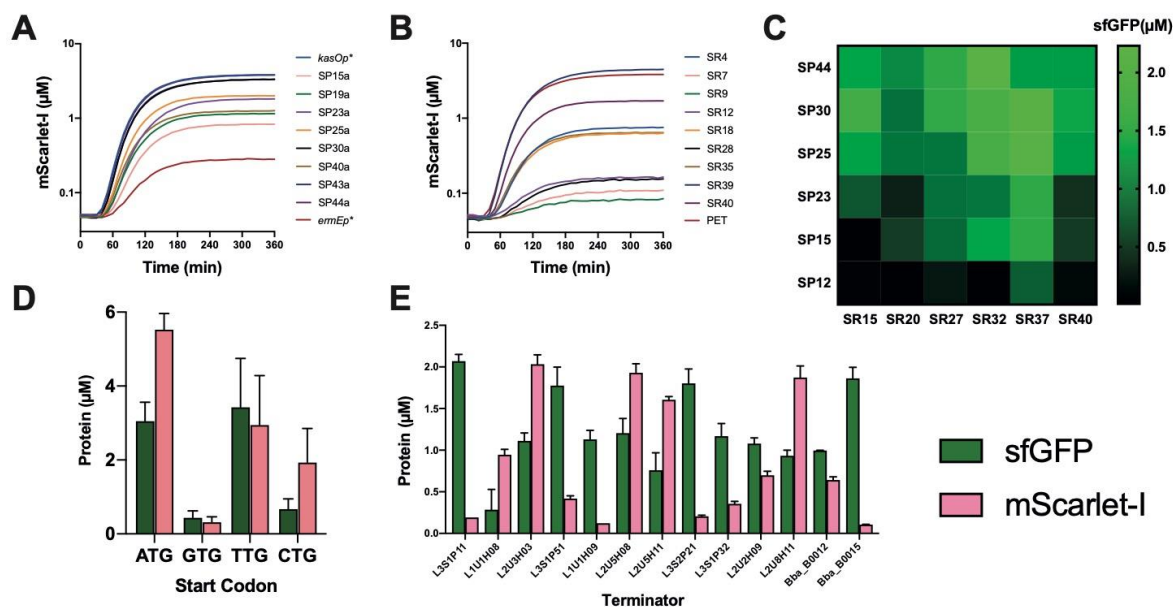 A
mScarlet-I (µM)
10
1
0.1
0 60 120 180 240 300 360
Time (min)
kasOp*
SP15a
SP19a
SP23a
SP25a
SP30a
SP40a
SP43a
SP44a
ermEp*
B
mScarlet-I (µM)
10
1
0.1
0 60 120 180 240 300 360
Time (min)
SR4
SR7
SR9
SR12
SR18
SR28
SR35
SR39
SR40
PET
C
sfGFP(µM)
SP44
SP30
SP25
SP23
SP15
SP12
SR15 SR20 SR27 SR32 SR37 SR40
2.0
1.5
1.0
0.5
D
Protein (µM)
6
4
2
0
ATG GTG TTG CTG
Start Codon
E
Protein (µM)
2.5
2.0
1.5
1.0
0.5
0.0
L3S1P11
L1U1H08
L2U3H03
L3S1P51
L1U1H09
L2U5H08
L2U5H11
L3S2P21
L3S1P32
L2U2H09
L2U8H11
Bba_B0012
Bba_B0015
Terminator
sfGFP
mScarlet-I